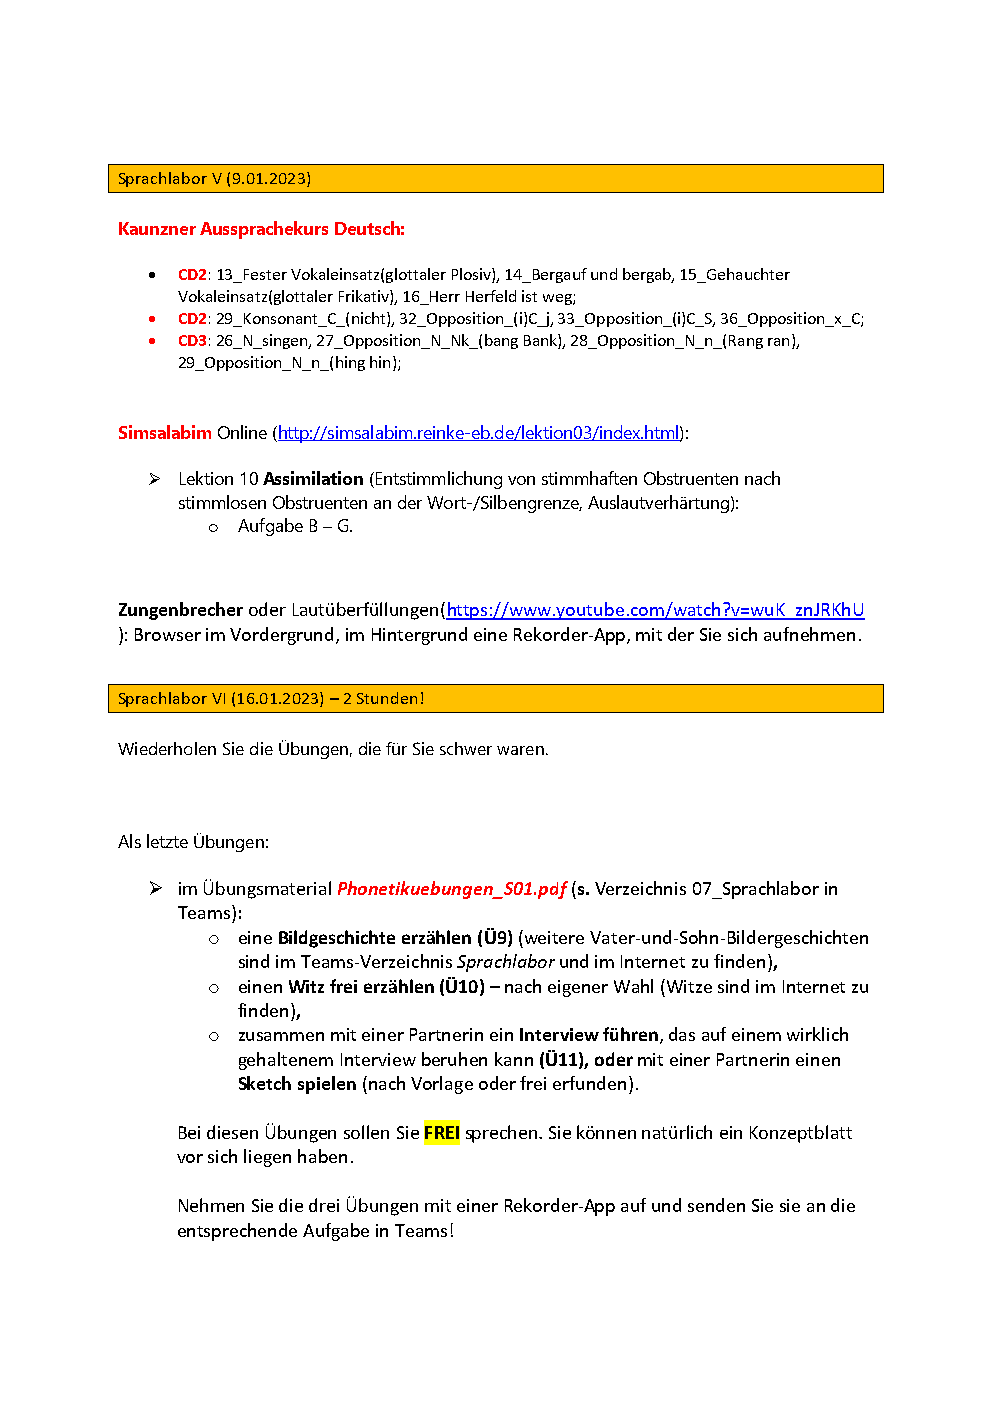 Sprachlabor V (9.01.2023)
Kaunzner Aussprachekurs Deutsch:
• CD2: 13_Fester Vokaleinsatz(glottaler Plosiv), 14_Bergauf und bergab, 15_Gehauchter
Vokaleinsatz(glottaler Frikativ), 16_Herr Herfeld ist weg;
• CD2: 29_Konsonant_C_(nicht), 32_Opposition_(i)C_j, 33_Opposition_(i)C_S, 36_Opposition_x_C;
• CD3: 26_N_singen, 27_Opposition_N_Nk_(bang Bank), 28_Opposition_N_n_(Rang ran),
29_Opposition_N_n_(hing hin);
Simsalabim Online (http://simsalabim.reinke-eb.de/lektion03/index.html):
➢ Lektion 10 Assimilation (Entstimmlichung von stimmhaften Obstruenten nach
stimmlosen Obstruenten an der Wort-/Silbengrenze, Auslautverhärtung):
o Aufgabe B – G.
Zungenbrecher oder Lautüberfüllungen(https://www.youtube.com/watch?v=wuK_znJRKhU
): Browser im Vordergrund, im Hintergrund eine Rekorder-App, mit der Sie sich aufnehmen.
Sprachlabor VI (16.01.2023) – 2 Stunden!
Wiederholen Sie die Übungen, die für Sie schwer waren.
Als letzte Übungen:
➢ im Übungsmaterial Phonetikuebungen_S01.pdf (s. Verzeichnis 07_Sprachlabor in
Teams):
o eine Bildgeschichte erzählen (Ü9) (weitere Vater-und-Sohn-Bildergeschichten
sind im Teams-Verzeichnis Sprachlabor und im Internet zu finden),
o einen Witz frei erzählen (Ü10) – nach eigener Wahl (Witze sind im Internet zu
finden),
o zusammen mit einer Partnerin ein Interview führen, das auf einem wirklich
gehaltenem Interview beruhen kann (Ü11), oder mit einer Partnerin einen
Sketch spielen (nach Vorlage oder frei erfunden).
Bei diesen Übungen sollen Sie FREI sprechen. Sie können natürlich ein Konzeptblatt
vor sich liegen haben.
Nehmen Sie die drei Übungen mit einer Rekorder-App auf und senden Sie sie an die
entsprechende Aufgabe in Teams!